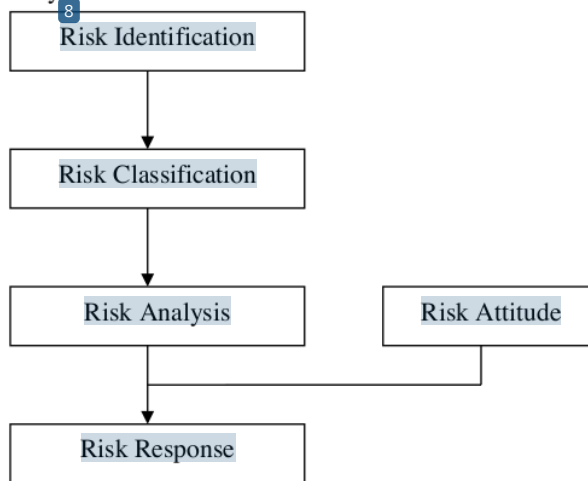 8
Risk Identification
Risk Classification
Risk Analysis
Risk Attitude
Risk Response